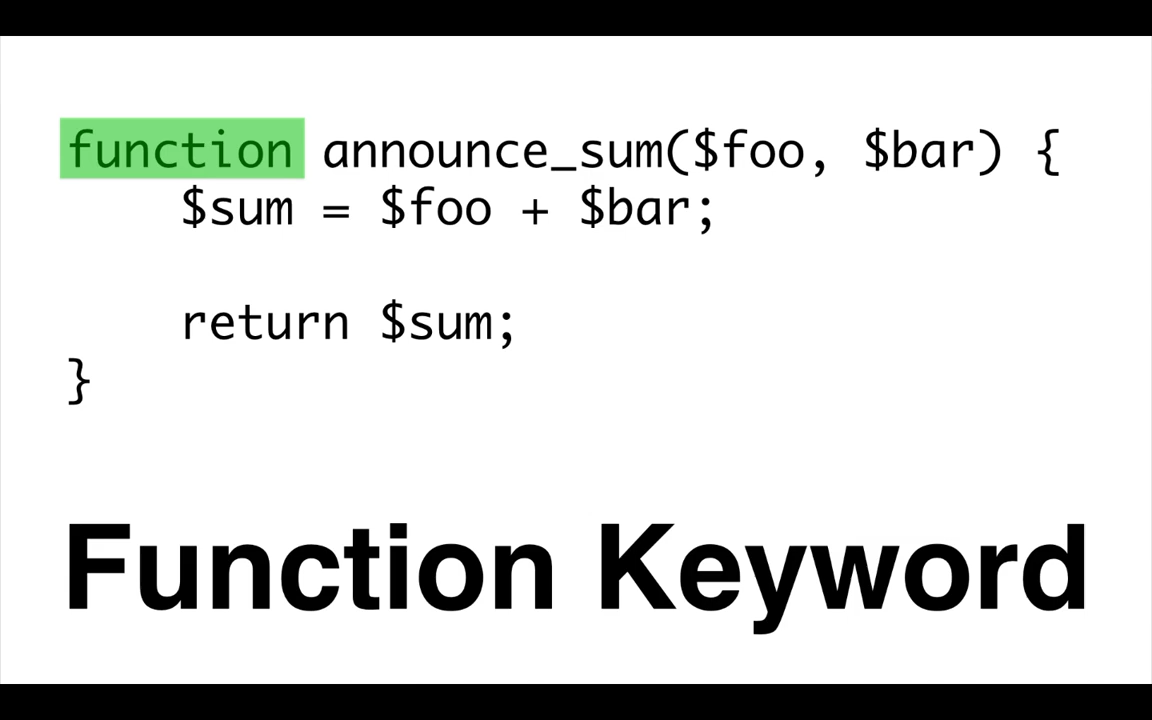 function announce_sum($foo, $bar) {
    $sum = $foo + $bar;
    return $sum;
}
Function Keyword